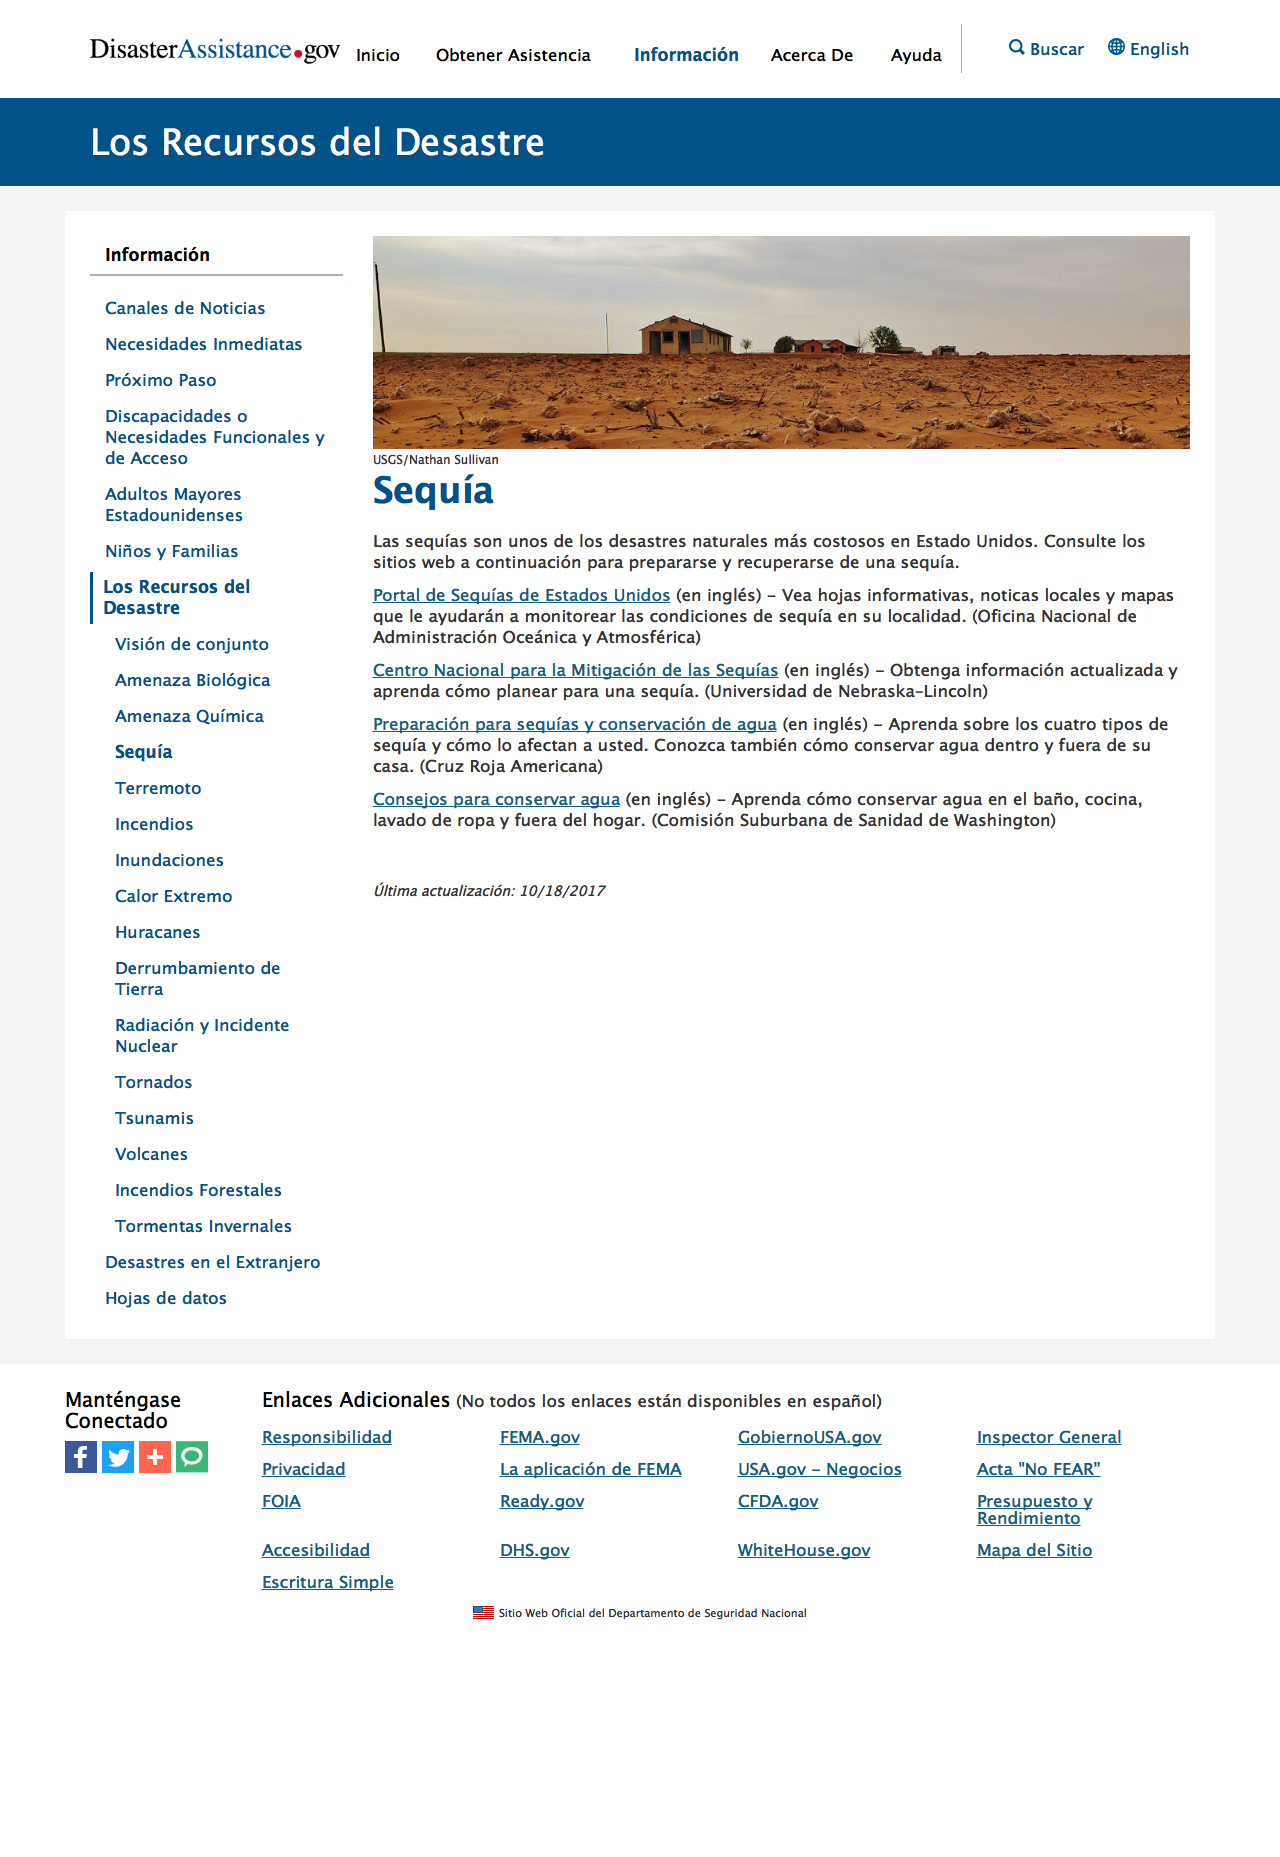 DisasterAssistance.gov
Inicio
Obtener Asistencia
Información
Acerca De
Ayuda
Buscar
English
Los Recursos del Desastre
Información
Canales de Noticias
Necesidades Inmediatas
Próximo Paso
Discapacidades o
Necesidades Funcionales y
de Acceso
Adultos Mayores
Estadounidenses
Niños y Familias
Los Recursos del
Desastre
Visión de conjunto
Amenaza Biológica
Amenaza Química
Sequía
Terremoto
Incendios
Inundaciones
Calor Extremo
Huracanes
Derrumbamiento de
Tierra
Radiación y Incidente
Nuclear
Tornados
Tsunamis
Volcanes
Incendios Forestales
Tormentas Invernales
Desastres en el Extranjero
Hojas de datos
USGS/Nathan Sullivan
Sequía
Las sequías son unos de los desastres naturales más costosos en Estado Unidos. Consulte los
sitios web a continuación para prepararse y recuperarse de una sequía.
Portal de Sequías de Estados Unidos (en inglés) – Vea hojas informativas, noticas locales y mapas
que le ayudarán a monitorear las condiciones de sequía en su localidad. (Oficina Nacional de
Administración Oceánica y Atmosférica)
Centro Nacional para la Mitigación de las Sequías (en inglés) – Obtenga información actualizada y
aprenda cómo planear para una sequía. (Universidad de Nebraska–Lincoln)
Preparación para sequías y conservación de agua (en inglés) – Aprenda sobre los cuatro tipos de
sequía y cómo lo afectan a usted. Conozca también cómo conservar agua dentro y fuera de su
casa. (Cruz Roja Americana)
Consejos para conservar agua (en inglés) – Aprenda cómo conservar agua en el baño, cocina,
lavado de ropa y fuera del hogar. (Comisión Suburbana de Sanidad de Washington)
Última actualización: 10/18/2017
Manténgase
Conectado
Enlaces Adicionales (No todos los enlaces están disponibles en español)
Responsibilidad
FEMA.gov
GobiernoUSA.gov
Inspector General
Privacidad
La aplicación de FEMA
USA.gov – Negocios
Acta "No FEAR”
FOIA
Ready.gov
CFDA.gov
Presupuesto y
Rendimiento
Accesibilidad
DHS.gov
WhiteHouse.gov
Mapa del Sitio
Escritura Simple
Sitio Web Oficial del Departamento de Seguridad Nacional